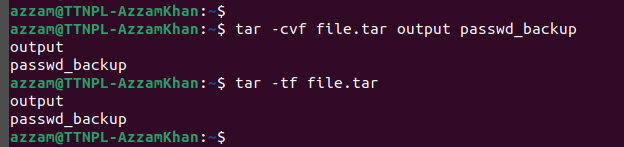 azzam@TTNPL-AzzamKhan:~$
azzam@TTNPL-AzzamKhan:~$ tar -cvf file.tar output passwd_backup
output
passwd_backup
azzam@TTNPL-AzzamKhan:~$ tar -tf file.tar
output
passwd_backup
azzam@TTNPL-AzzamKhan:~$